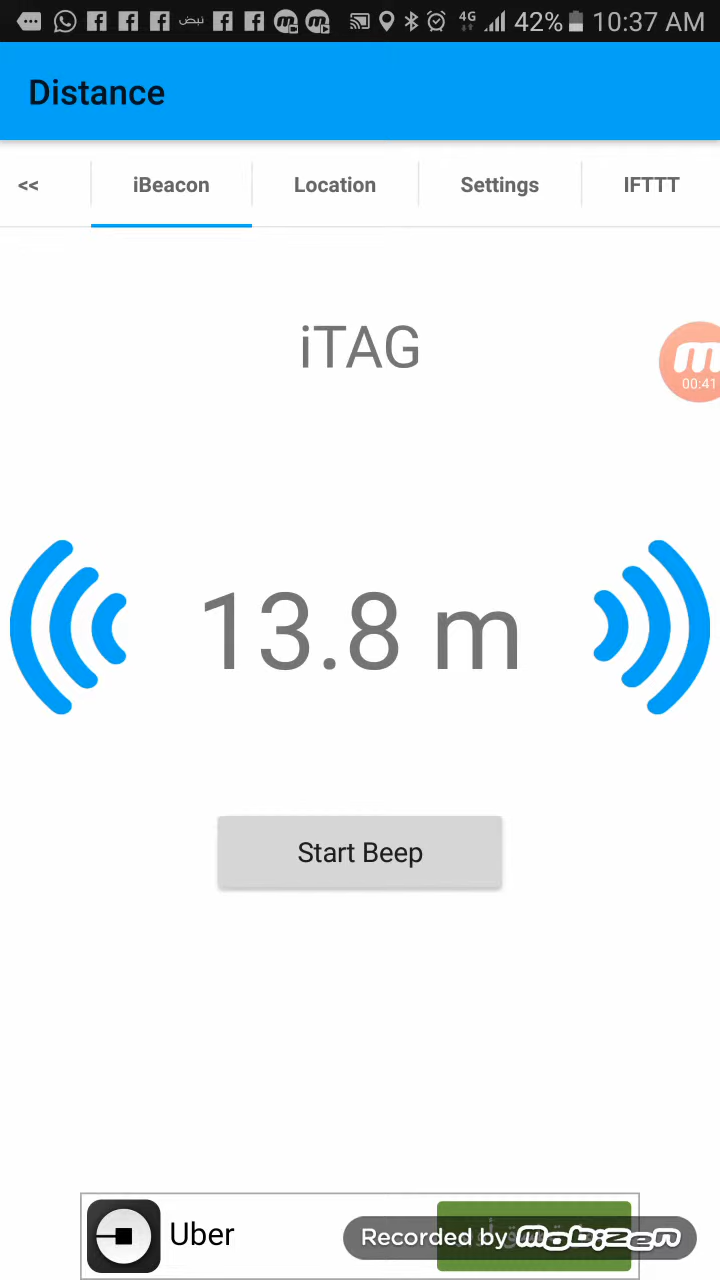 نبض 4G 42% 10:37 AM
Distance
<< iBeacon Location Settings IFTTT
iTAG
00:41
13.8 m
Start Beep
Uber
Recorded by mobizen